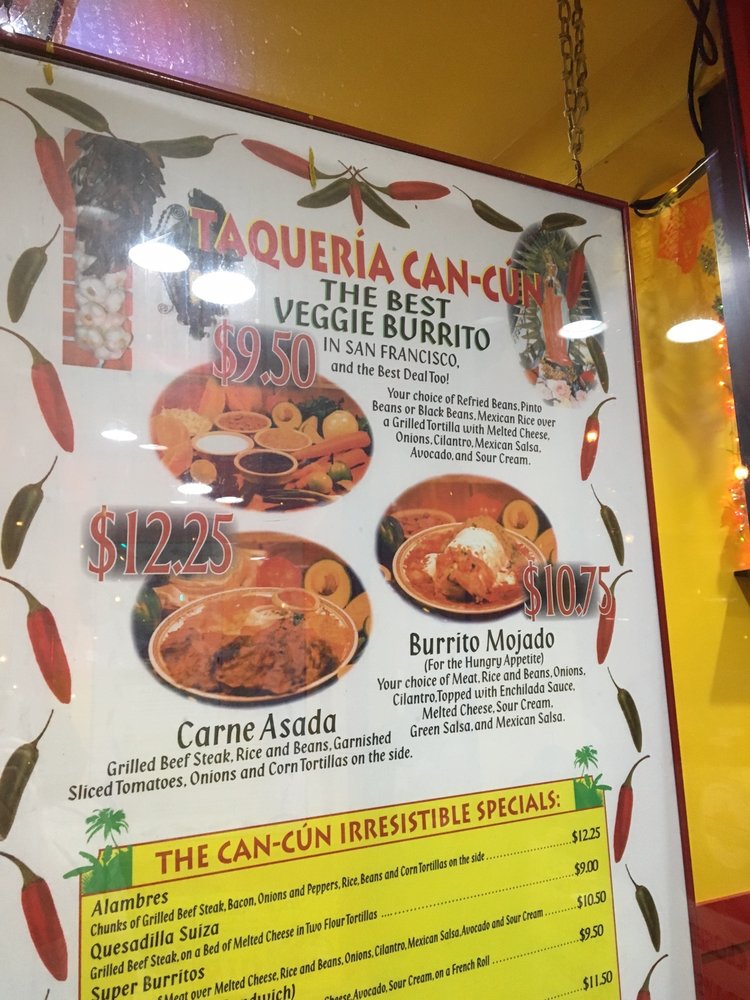 TAQUERÍA CAN-CÚN
THE BEST
VEGGIE BURRITO
IN SAN FRANCISCO,
and the Best Deal Too!
$9.50
Your choice of Refried Beans, Pinto
Beans or Black Beans, Mexican Rice over
a Grilled Tortilla with Melted Cheese,
Onions, Cilantro, Mexican Salsa,
Avocado, and Sour Cream.
$12.25
Carne Asada
Grilled Beef Steak, Rice and Beans, Garnished
Sliced Tomatoes, Onions and Corn Tortillas on the side.
$10.75
Burrito Mojado
(For the Hungry Appetite)
Your choice of Meat, Rice and Beans, Onions,
Cilantro, Topped with Enchilada Sauce,
Melted Cheese, Sour Cream,
Green Salsa, and Mexican Salsa.
THE CAN-CÚN IRRESISTIBLE SPECIALS:
Alambres
Chunks of Grilled Beef Steak, Bacon, Onions and Peppers, Rice, Beans and Corn Tortillas on the side $12.25
Quesadilla Suiza
Grilled Beef Steak, on a Bed of Melted Cheese in Two Flour Tortillas $9.00
Super Burritos
of Meat over Melted Cheese, Rice and Beans, Onions, Cilantro, Mexican Salsa, Avocado and Sour Cream $10.50
Cheese, Avocado, Sour Cream, on a French Roll $9.50
$11.50